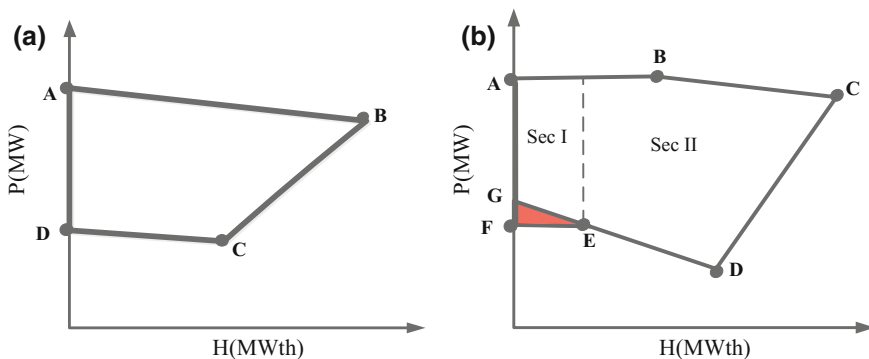 (a)
A
B
P(MW)
D
C
H(MWth)
(b)
B
A
C
Sec I
Sec II
P(MW)
G
F
E
D
H(MWth)